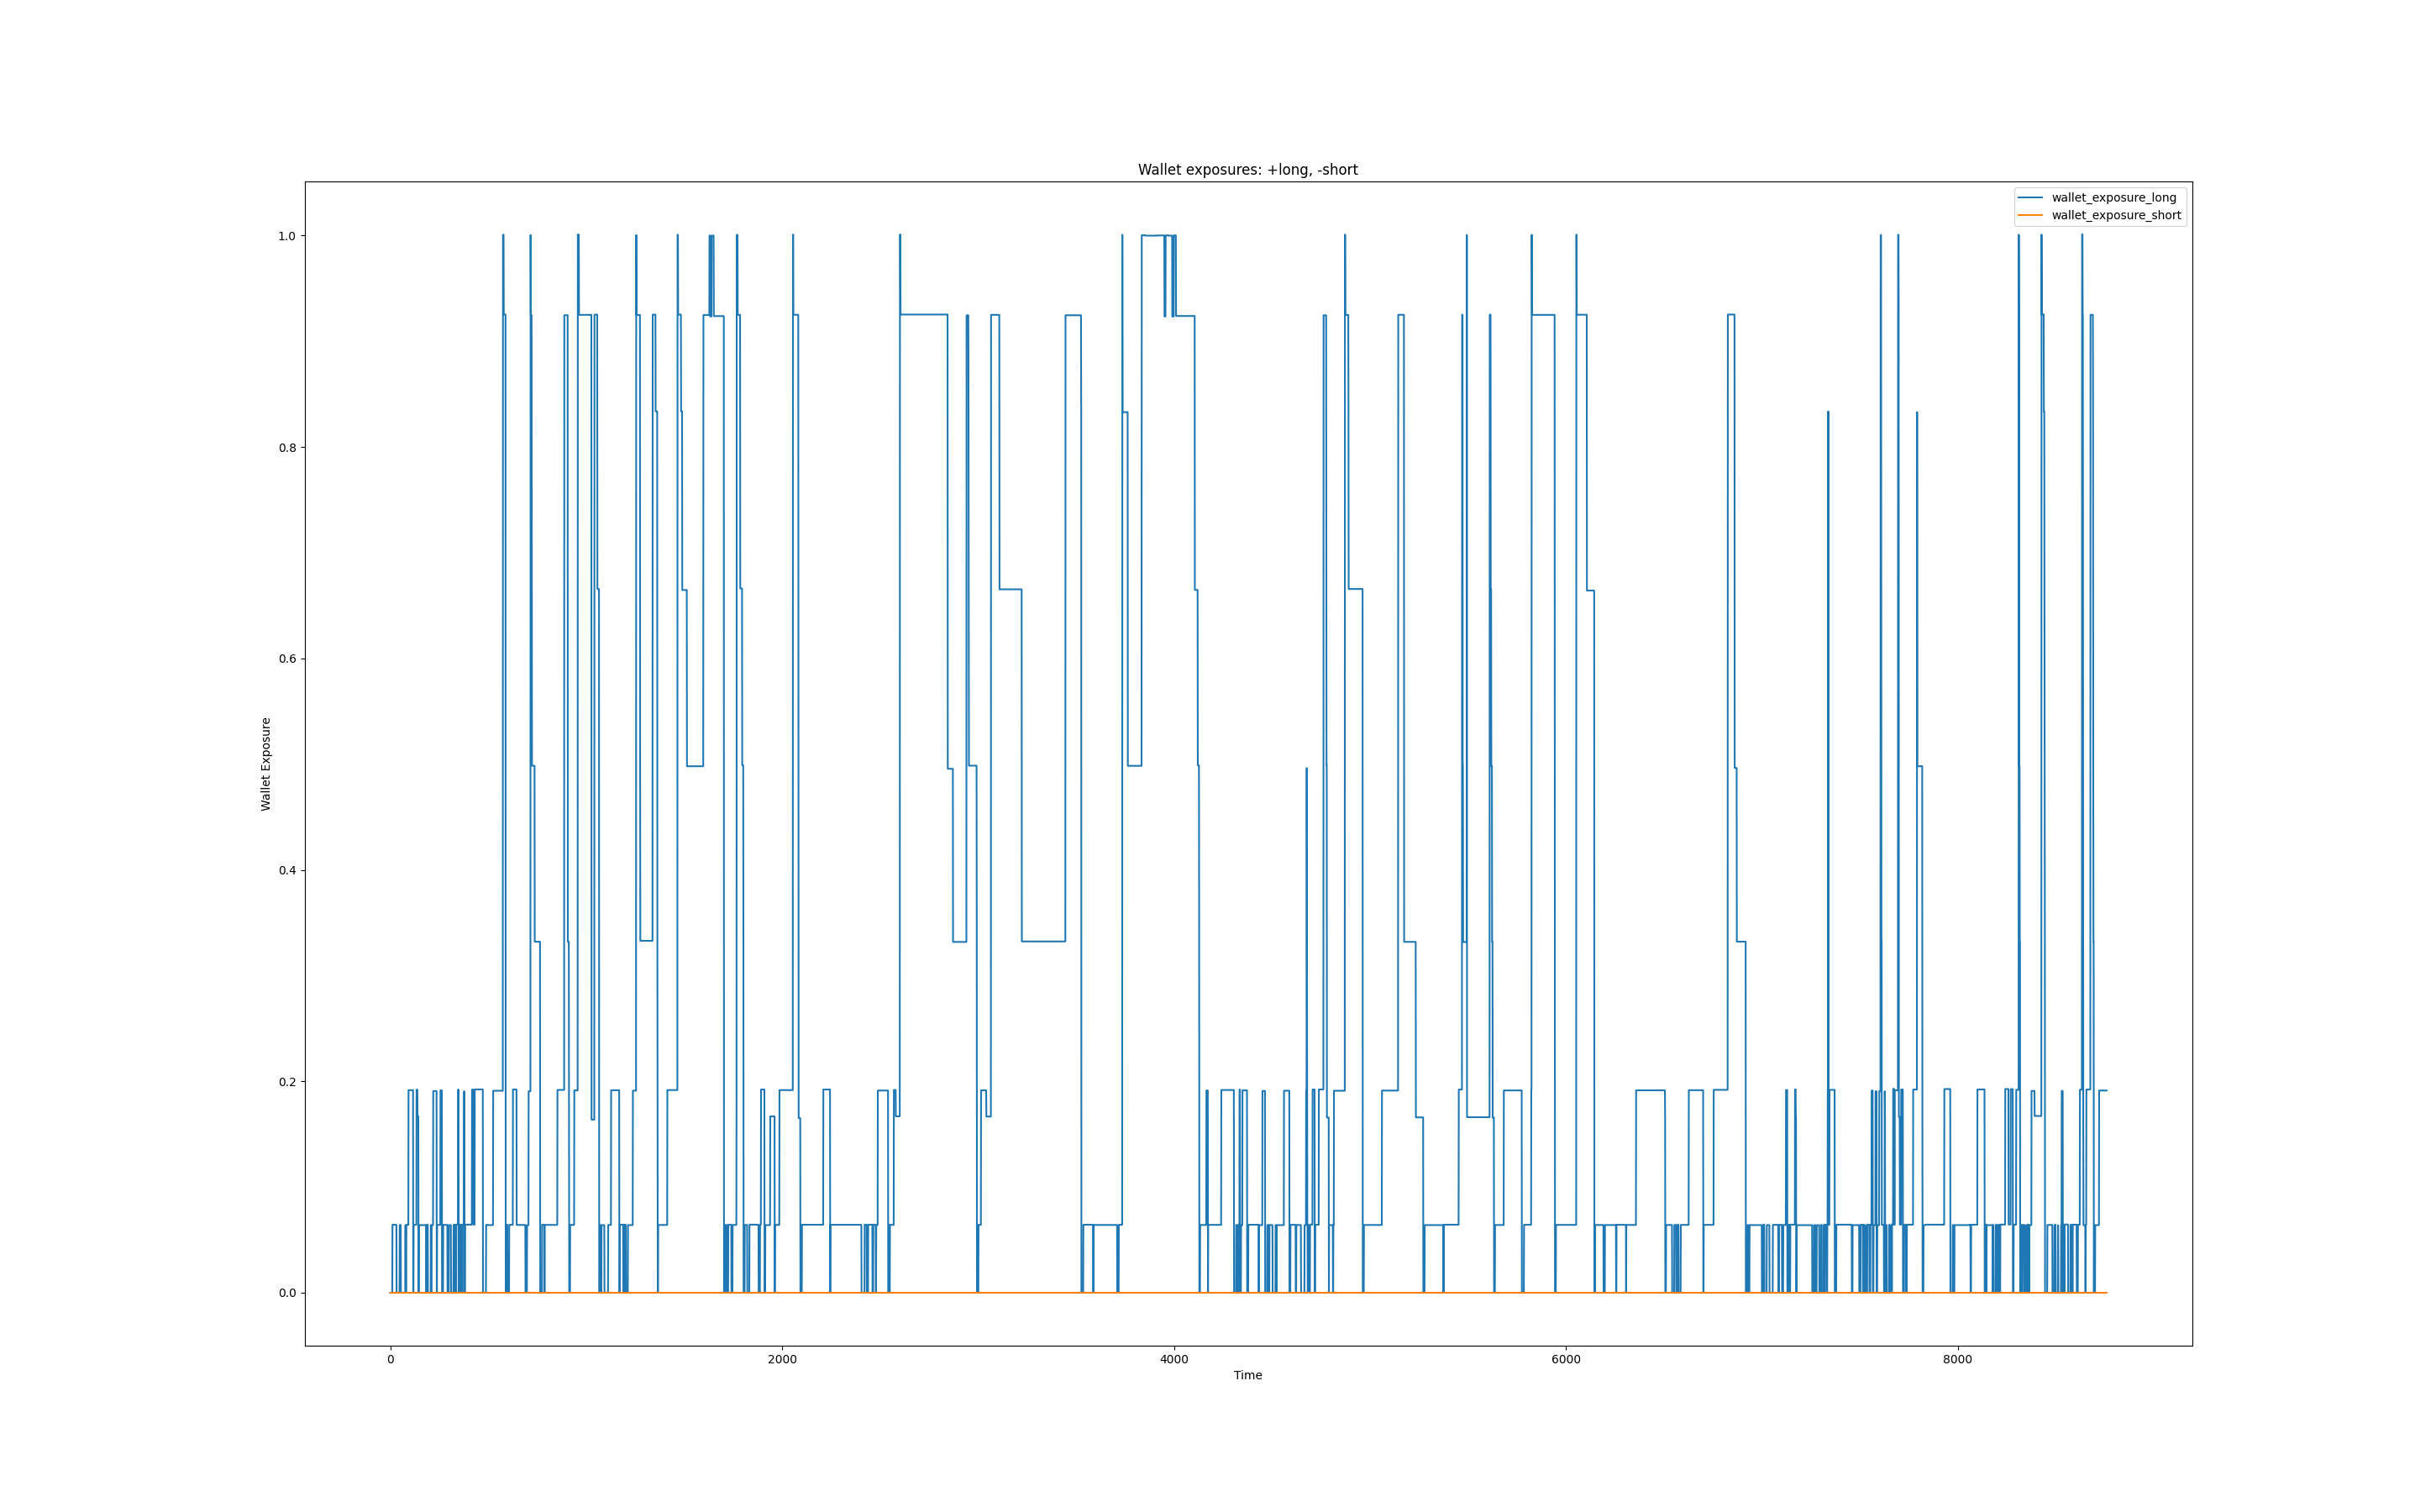 Wallet exposures: +long, -short
wallet_exposure_long
wallet_exposure_short
1.0
0.8
0.6
0.4
0.2
0.0
Wallet Exposure
0
2000
4000
6000
8000
Time